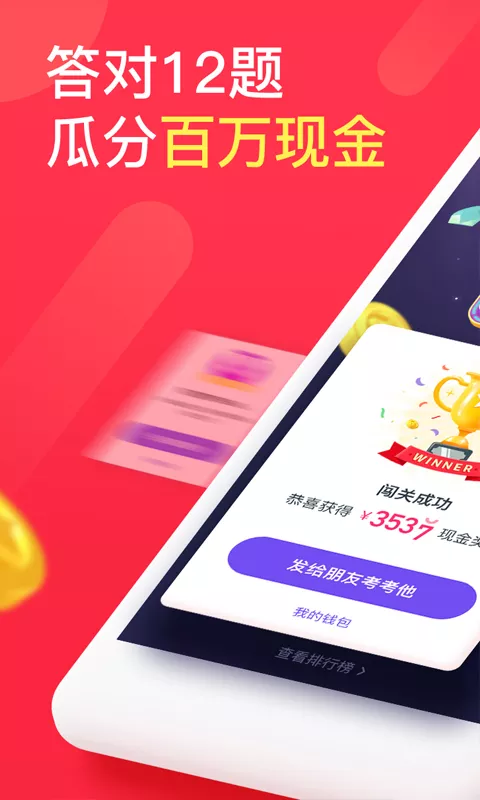 答对12题
瓜分百万现金
WINNER
闯关成功
恭喜获得 ¥3537 现金奖
发给朋友考考他
我的钱包
查看排行榜 >